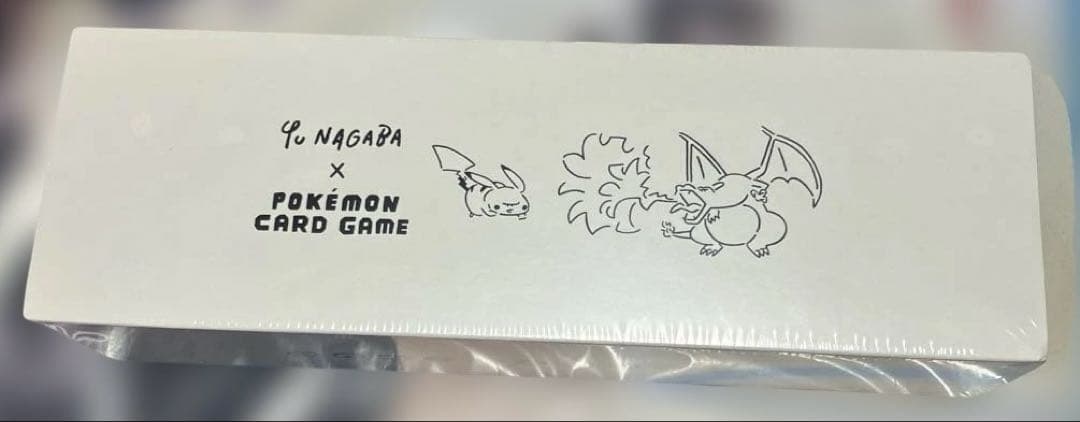 Yu NAGABA
×
POKÉMON
CARD GAME